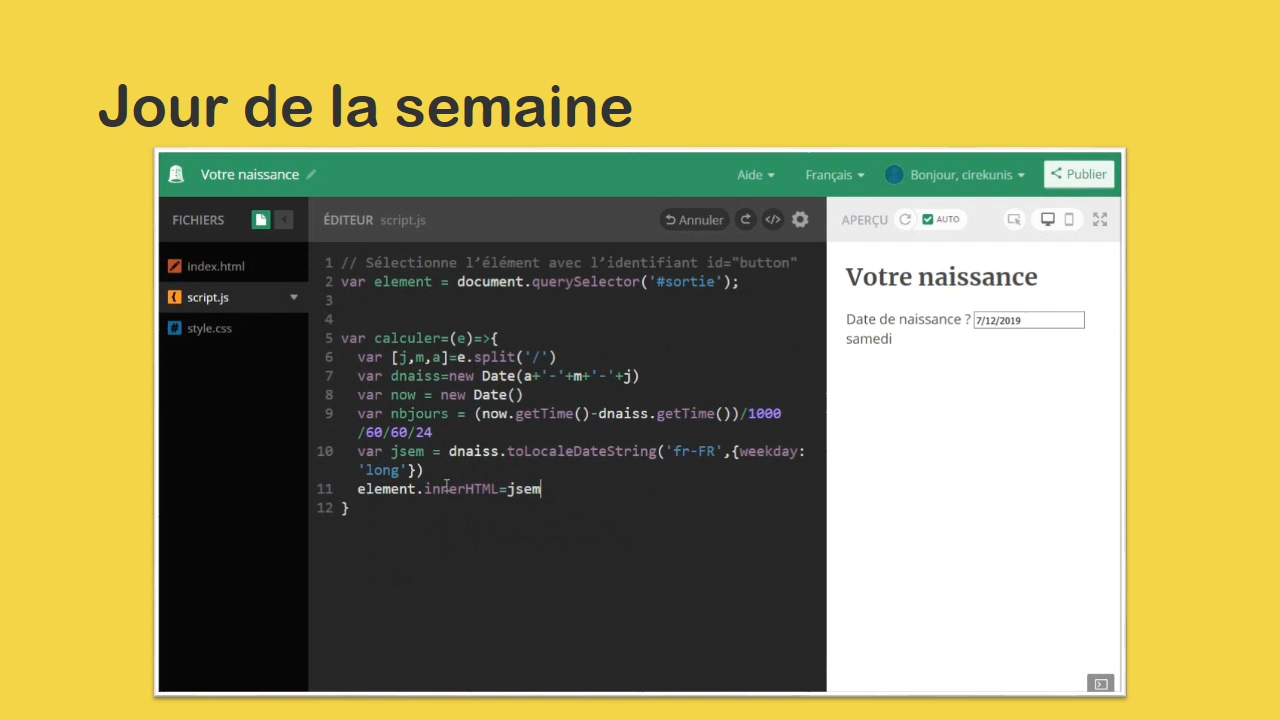 Jour de la semaine
Votre naissance
Aide
Français
Bonjour, cirekunis
Publier
FICHIERS
ÉDITEUR script.js
Annuler
</>
APERÇU
AUTO
index.html
script.js
style.css
1 // Sélectionne l’élément avec l’identifiant id="button"
2 var element = document.querySelector('#sortie');
3
4
5 var calculer=(e)=>{
6 var [j,m,a]=e.split('/')
7 var dnaiss=new Date(a+'-'+m+'-'+j)
8 var now = new Date()
9 var nbjours = (now.getTime()-dnaiss.getTime())/1000
/60/60/24
10 var jsem = dnaiss.toLocaleDateString('fr-FR',{weekday:
'long'})
11 element.innerHTML=jsem
12 }
Votre naissance
Date de naissance ? 7/12/2019
samedi